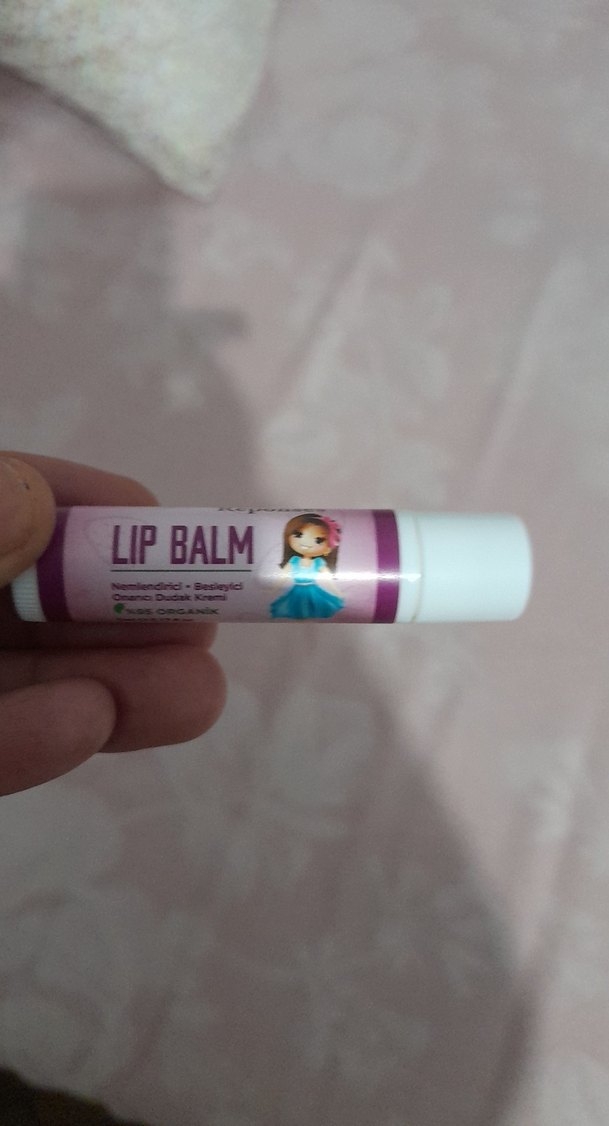 LIP BALM
Nemlendirici • Besleyici
Onarıcı Dudak Kremi
%95 ORGANİK